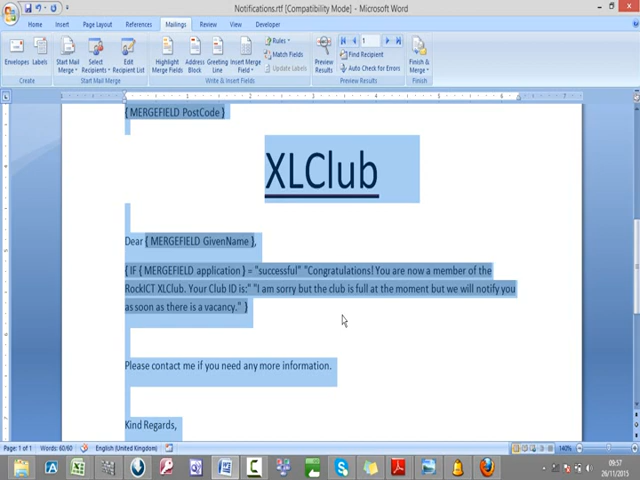 Notifications.rtf [Compatibility Mode] - Microsoft Word
Home Insert Page Layout References Mailings Review View Developer
Envelopes Labels Start Mail Merge Select Recipients Edit Recipient List Highlight Merge Fields Address Block Greeting Line Insert Merge Field Rules Match Fields Update Labels Preview Results 1 Find Recipient Auto Check for Errors Finish & Merge
Create Start Mail Merge Write & Insert Fields Preview Results Finish
{ MERGEFIELD PostCode }
XLClub
Dear { MERGEFIELD GivenName },
{ IF { MERGEFIELD application } = "successful" "Congratulations! You are now a member of the
RockICT XLClub. Your Club ID is:" "I am sorry but the club is full at the moment but we will notify you
as soon as there is a vacancy." }
Please contact me if you need any more information.
Kind Regards,
Page: 1 of 1 Words: 60/60 English (United Kingdom) 140%
09:57
26/11/2015